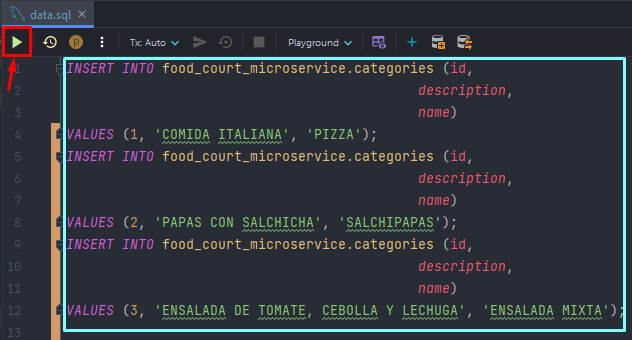 data.sql
Tx: Auto
Playground
1 INSERT INTO food_court_microservice.categories (id,
2 description,
3 name)
4 VALUES (1, 'COMIDA ITALIANA', 'PIZZA');
5 INSERT INTO food_court_microservice.categories (id,
6 description,
7 name)
8 VALUES (2, 'PAPAS CON SALCHICHA', 'SALCHIPAPAS');
9 INSERT INTO food_court_microservice.categories (id,
10 description,
11 name)
12 VALUES (3, 'ENSALADA DE TOMATE, CEBOLLA Y LECHUGA', 'ENSALADA MIXTA');
13